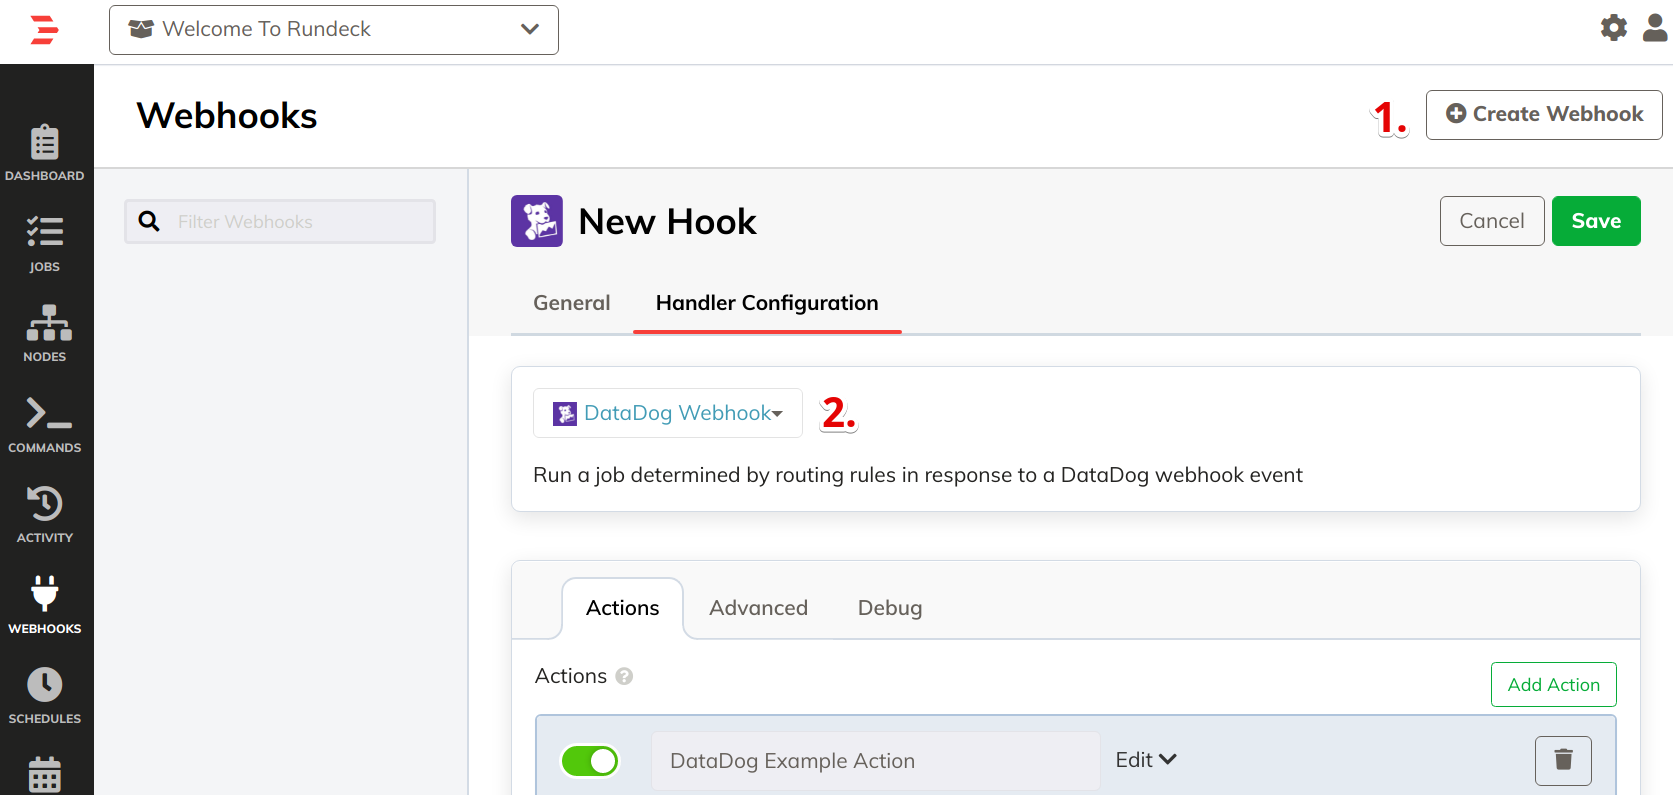 Welcome To Rundeck
Webhooks
1.
Create Webhook
DASHBOARD
JOBS
NODES
COMMANDS
ACTIVITY
WEBHOOKS
SCHEDULES
Filter Webhooks
New Hook
Cancel
Save
General
Handler Configuration
DataDog Webhook
2.
Run a job determined by routing rules in response to a DataDog webhook event
Actions
Advanced
Debug
Actions ?
Add Action
DataDog Example Action
Edit